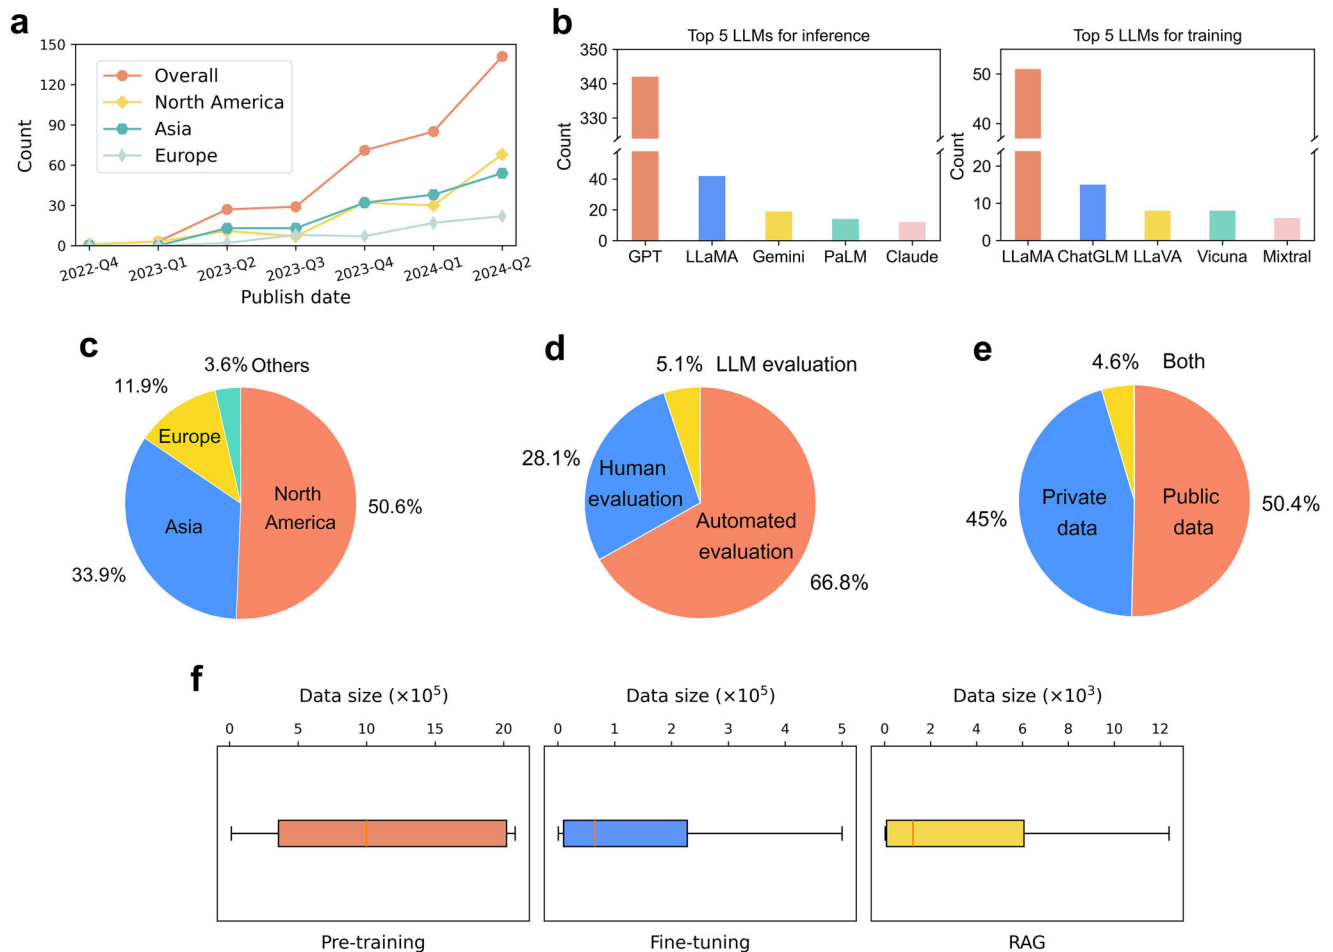 a
150
120
90
60
30
0
Count
Overall
North America
Asia
Europe
2022-Q4
2023-Q1
2023-Q2
2023-Q3
2023-Q4
2024-Q1
2024-Q2
Publish date
b
Top 5 LLMs for inference
350
340
330
40
20
0
Count
GPT
LLaMA
Gemini
PaLM
Claude
Top 5 LLMs for training
50
40
20
10
0
Count
LLaMA
ChatGLM
LLaVA
Vicuna
Mixtral
c
3.6% Others
11.9%
Europe
North
America
50.6%
Asia
33.9%
d
5.1% LLM evaluation
28.1%
Human
evaluation
Automated
evaluation
66.8%
e
4.6% Both
Private
data
45%
Public
data
50.4%
f
Data size (×10⁵)
0 5 10 15 20
Pre-training
Data size (×10⁵)
0 1 2 3 4 5
Fine-tuning
Data size (×10³)
0 2 4 6 8 10 12
RAG